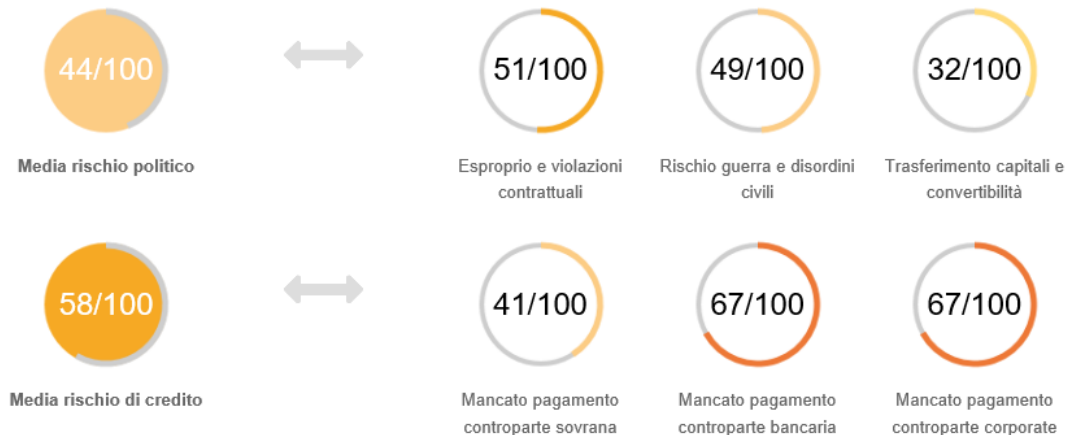 44/100
51/100
49/100
32/100
Media rischio politico
Esproprio e violazioni
contrattuali
Rischio guerra e disordini
civili
Trasferimento capitali e
convertibilità
58/100
41/100
67/100
67/100
Media rischio di credito
Mancato pagamento
controparte sovrana
Mancato pagamento
controparte bancaria
Mancato pagamento
controparte corporate